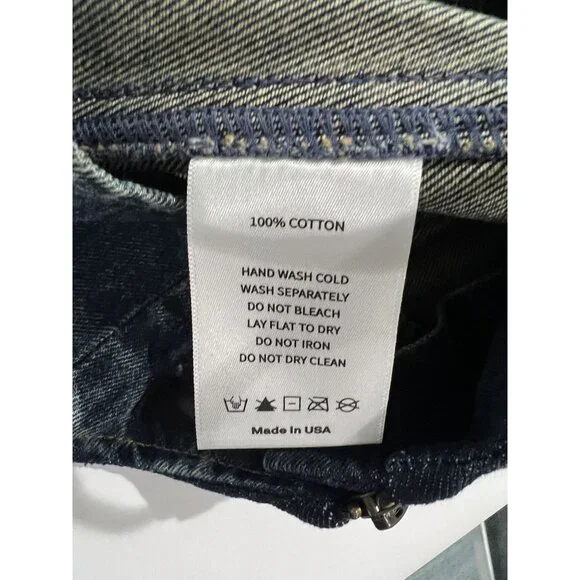 100% COTTON
HAND WASH COLD
WASH SEPARATELY
DO NOT BLEACH
LAY FLAT TO DRY
DO NOT IRON
DO NOT DRY CLEAN
Made In USA